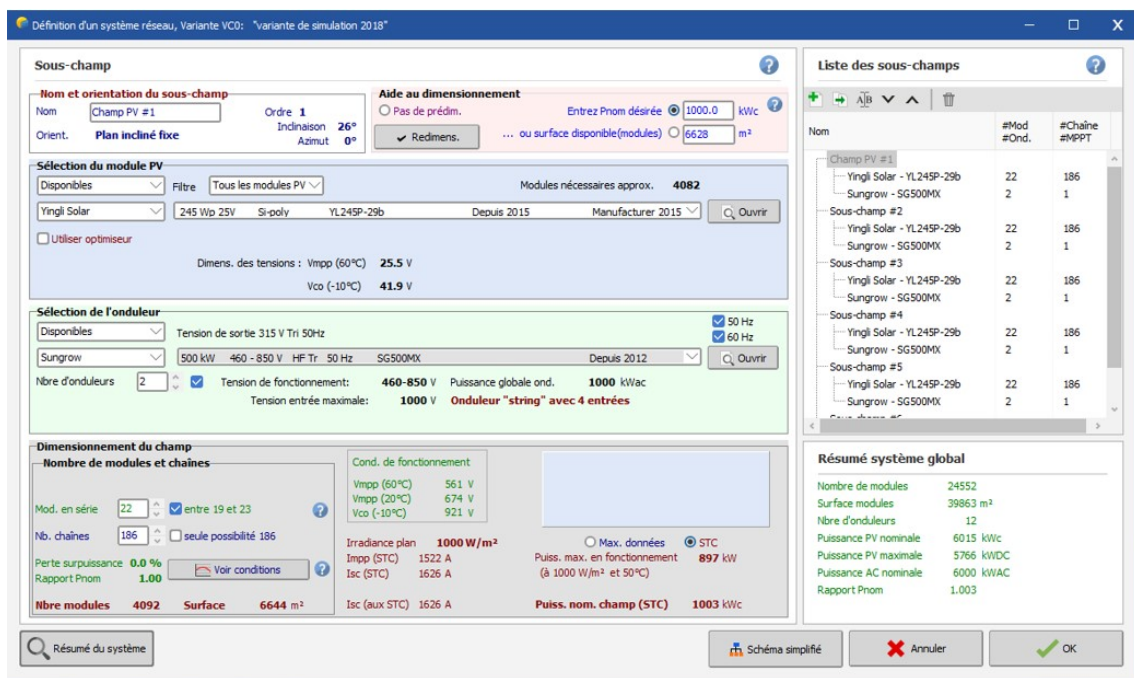 Définition d'un système réseau, Variante VC0: "variante de simulation 2018"
Sous-champ
Nom et orientation du sous-champ
Nom Champ PV #1 Ordre 1
Inclinaison 26°
Orient. Plan incliné fixe Azimut 0°
Aide au dimensionnement
Pas de prédim. Entrez Pnom désirée 1000.0 kWc
Redimens. ... ou surface disponible(modules) 6628 m²
Sélection du module PV
Disponibles Filtre Tous les modules PV Modules nécessaires approx. 4082
Yingli Solar 245 Wp 25V Si-poly YL245P-29b Depuis 2015 Manufacturer 2015 Ouvrir
Utiliser optimiseur
Dimens. des tensions : Vmpp (60°C) 25.5 V
Vco (-10°C) 41.9 V
Sélection de l'onduleur
Disponibles Tension de sortie 315 V Tri 50Hz 50 Hz
60 Hz
Sungrow 500 kW 460 - 850 V HF Tr 50 Hz SG500MX Depuis 2012 Ouvrir
Nbre d'onduleurs 2 Tension de fonctionnement: 460-850 V Puissance globale ond. 1000 kWac
Tension entrée maximale: 1000 V Onduleur "string" avec 4 entrées
Dimensionnement du champ
Nombre de modules et chaînes
Mod. en série 22 entre 19 et 23
Nb. chaînes 186 seule possibilité 186
Perte surpuissance 0.0 %
Rapport Pnom 1.00 Voir conditions
Nbre modules 4092 Surface 6644 m²
Cond. de fonctionnement
Vmpp (60°C) 561 V
Vmpp (20°C) 674 V
Vco (-10°C) 921 V
Irradiance plan 1000 W/m² Max. données STC
Impp (STC) 1522 A Puiss. max. en fonctionnement 897 kW
Isc (STC) 1626 A (à 1000 W/m² et 50°C)
Isc (aux STC) 1626 A Puiss. nom. champ (STC) 1003 kWc
Liste des sous-champs
Nom #Mod #Chaîne
#Ond. #MPPT
Champ PV #1
Yingli Solar - YL245P-29b 22 186
Sungrow - SG500MX 2 1
Sous-champ #2
Yingli Solar - YL245P-29b 22 186
Sungrow - SG500MX 2 1
Sous-champ #3
Yingli Solar - YL245P-29b 22 186
Sungrow - SG500MX 2 1
Sous-champ #4
Yingli Solar - YL245P-29b 22 186
Sungrow - SG500MX 2 1
Sous-champ #5
Yingli Solar - YL245P-29b 22 186
Sungrow - SG500MX 2 1
Résumé système global
Nombre de modules 24552
Surface modules 39863 m²
Nbre d'onduleurs 12
Puissance PV nominale 6015 kWc
Puissance PV maximale 5766 kWDC
Puissance AC nominale 6000 kWAC
Rapport Pnom 1.003
Résumé du système Schéma simplifié Annuler OK